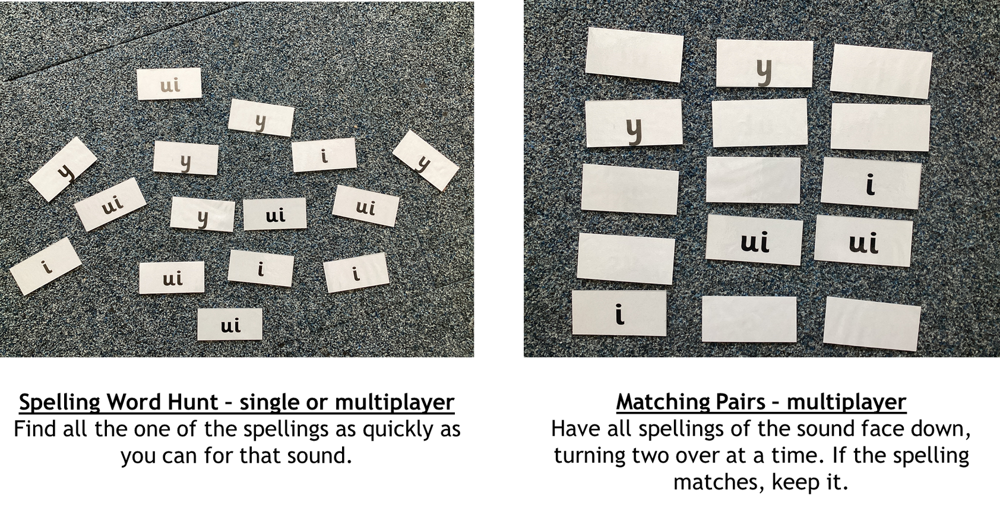 ui
y
y
y
i
y
ui
y
ui
ui
i
ui
i
i
ui
Spelling Word Hunt – single or multiplayer
Find all the one of the spellings as quickly as
you can for that sound.
y
y
i
ui
ui
i
Matching Pairs – multiplayer
Have all spellings of the sound face down,
turning two over at a time. If the spelling
matches, keep it.